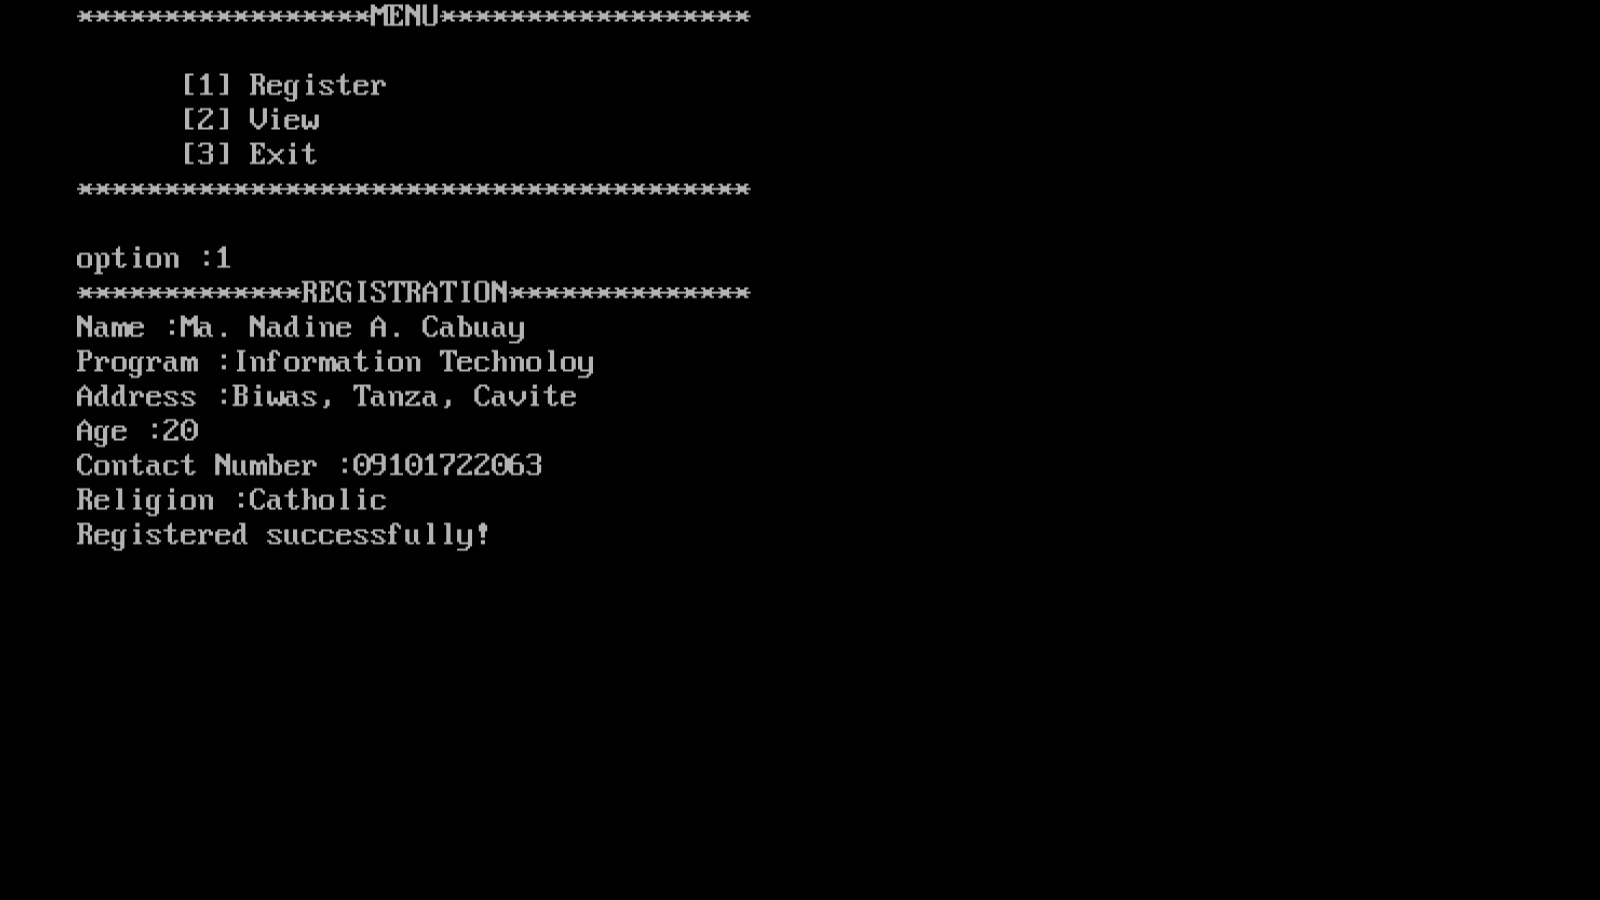 *****************MENU******************
[1] Register
[2] View
[3] Exit
***************************************
option :1
*************REGISTRATION**************
Name :Ma. Nadine A. Cabuay
Program :Information Technoloy
Address :Biwas, Tanza, Cavite
Age :20
Contact Number :09101722063
Religion :Catholic
Registered successfully!